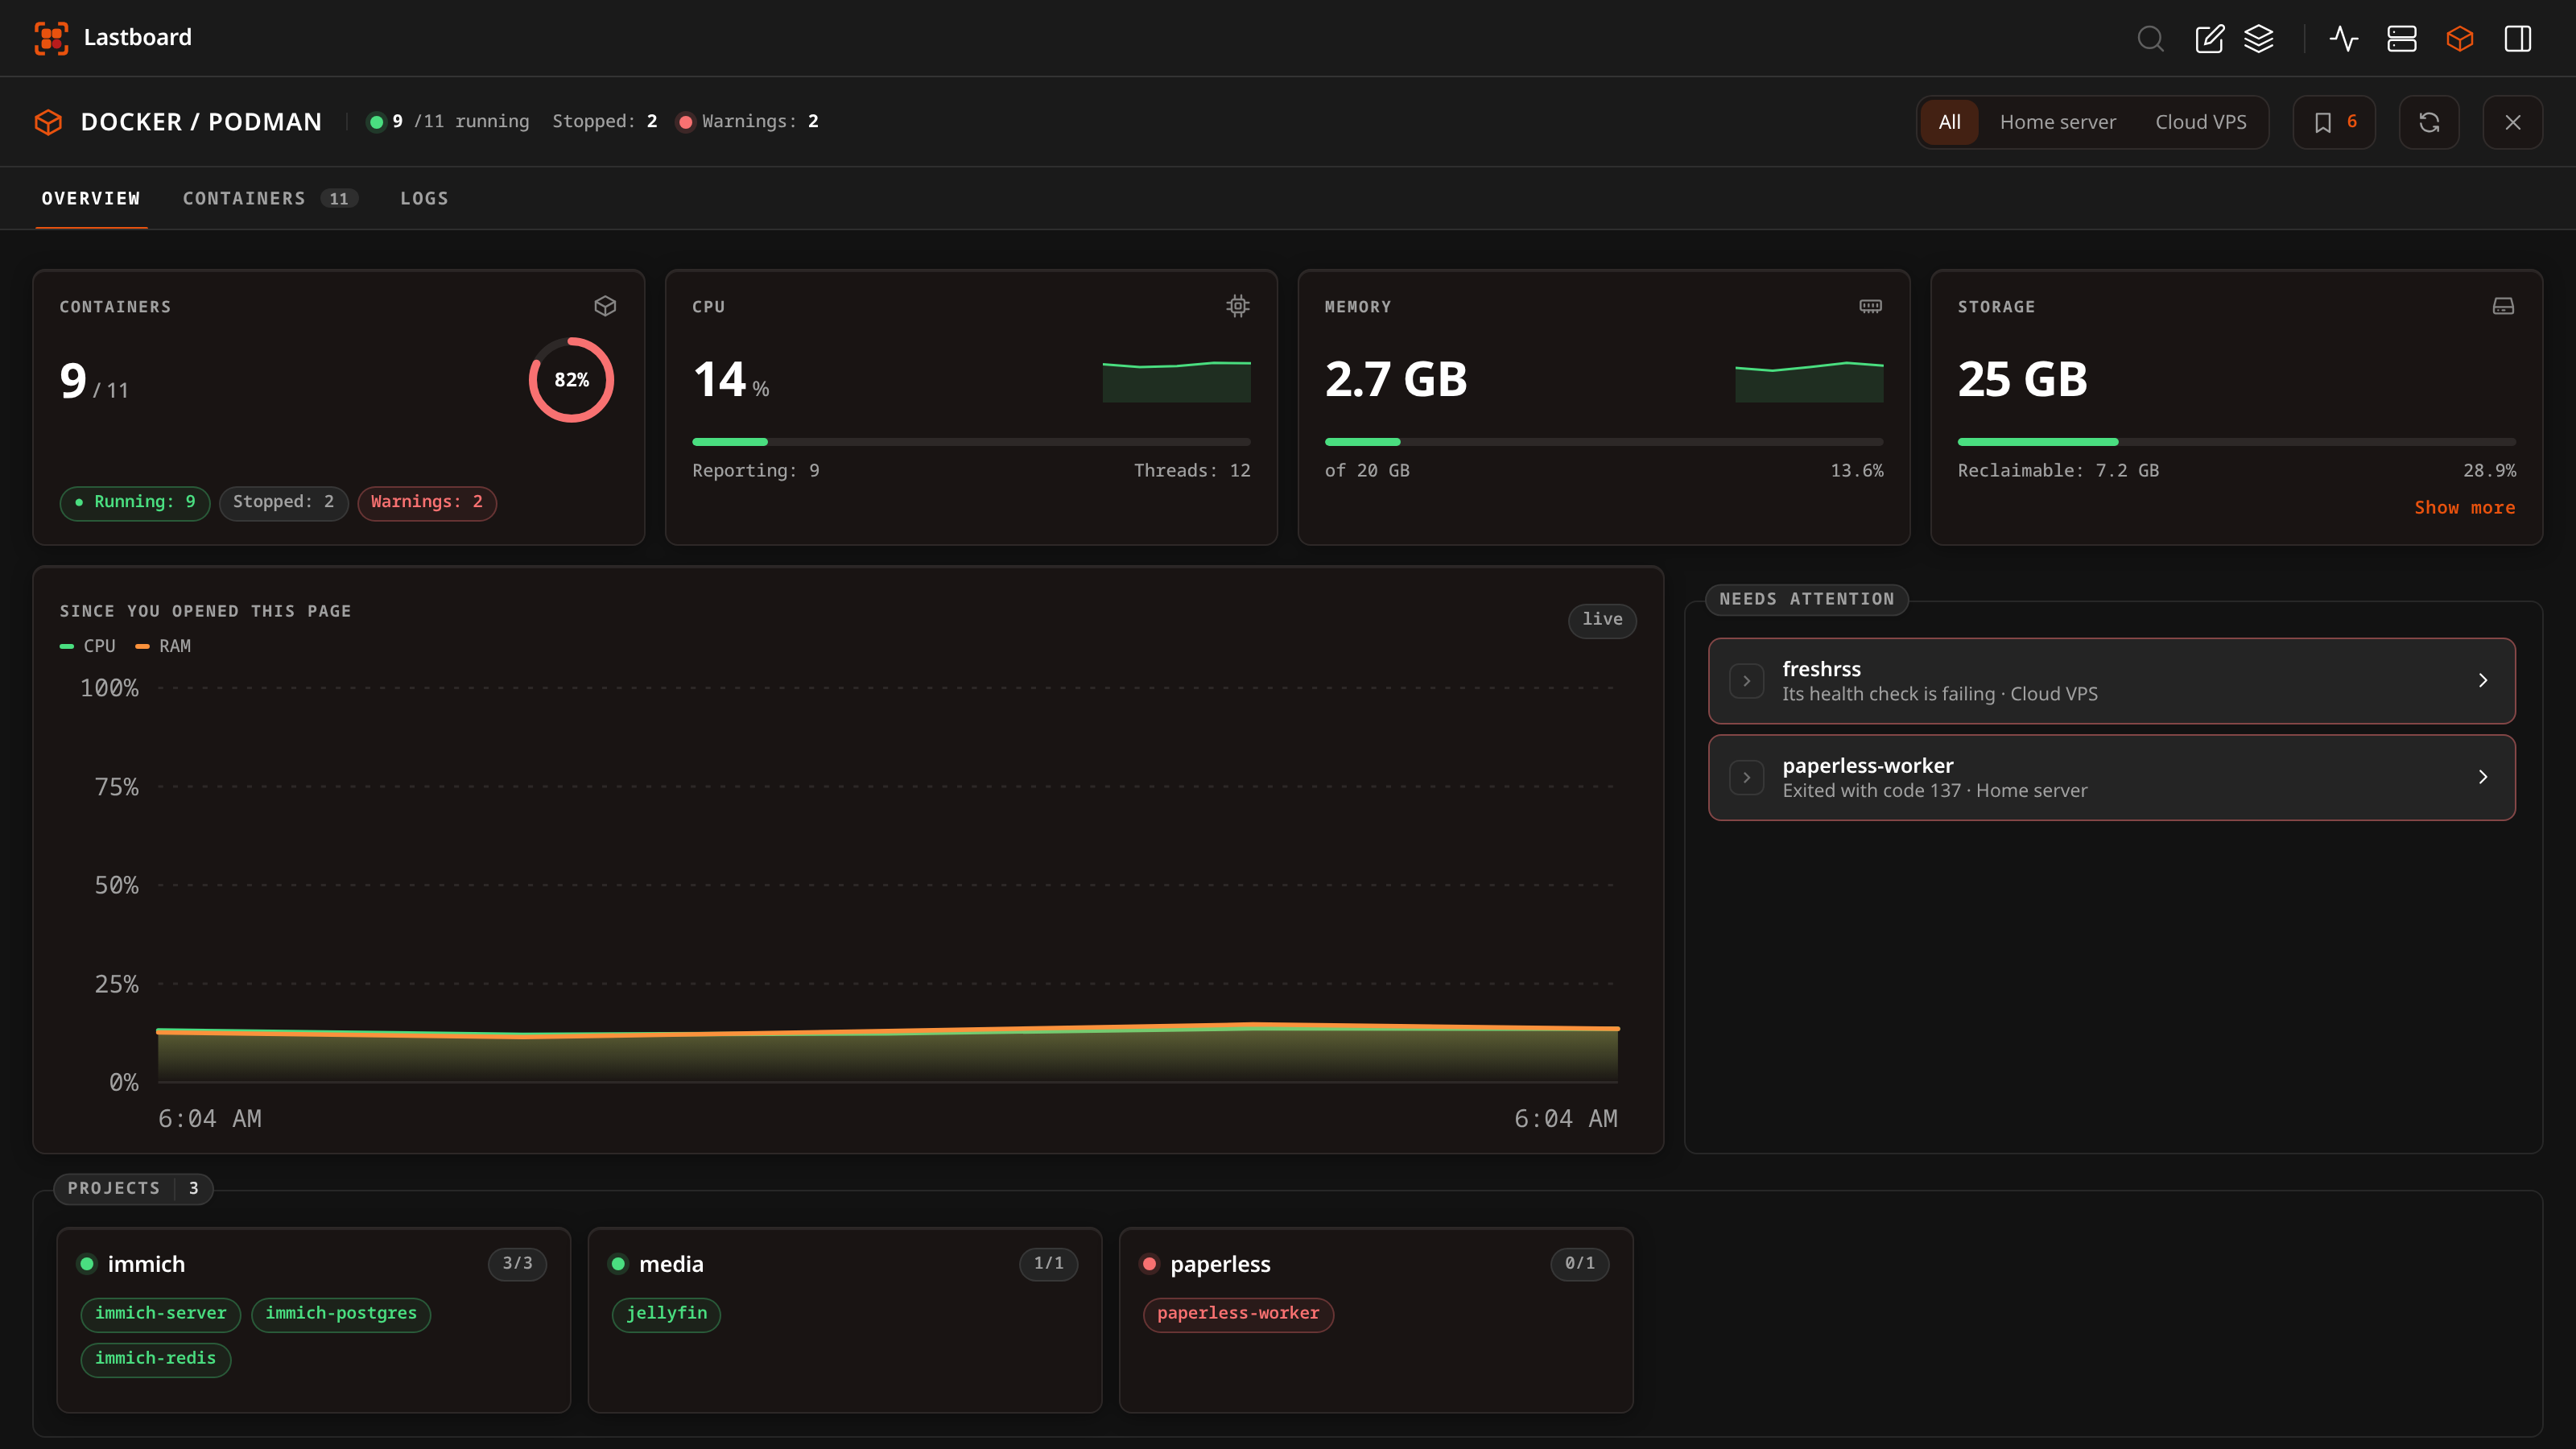 Lastboard
DOCKER / PODMAN 9 /11 running Stopped: 2 Warnings: 2 All Home server Cloud VPS 6
OVERVIEW CONTAINERS 11 LOGS
CONTAINERS
9 / 11
82%
Running: 9 Stopped: 2 Warnings: 2
CPU
14 %
Reporting: 9 Threads: 12
MEMORY
2.7 GB
of 20 GB 13.6%
STORAGE
25 GB
Reclaimable: 7.2 GB 28.9%
Show more
SINCE YOU OPENED THIS PAGE
live
CPU RAM
100%
75%
50%
25%
0%
6:04 AM 6:04 AM
NEEDS ATTENTION
freshrss
Its health check is failing · Cloud VPS
paperless-worker
Exited with code 137 · Home server
PROJECTS 3
immich 3/3
immich-server immich-postgres
immich-redis
media 1/1
jellyfin
paperless 0/1
paperless-worker